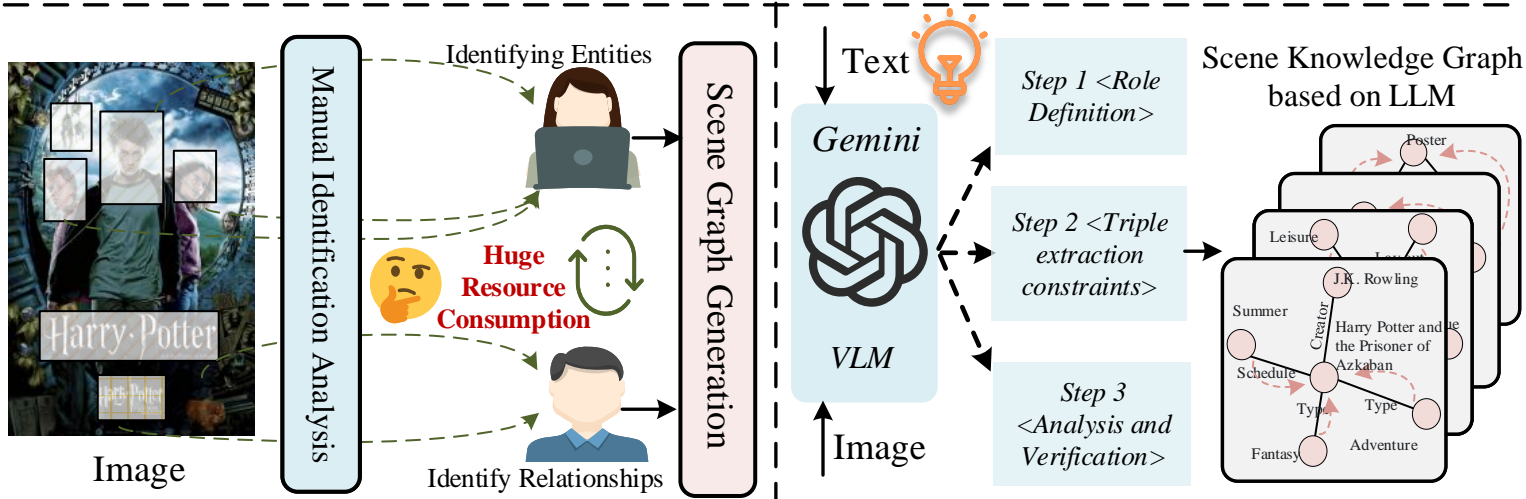 Harry Potter
Harry Potter
Image
Manual Identification Analysis
Identifying Entities
Huge
Resource
Consumption
Identify Relationships
Scene Graph Generation
Text
Gemini
VLM
Image
Step 1 <Role
Definition>
Step 2 <Triple
extraction
constraints>
Step 3
<Analysis and
Verification>
Scene Knowledge Graph
based on LLM
Poster
Leisure
J.K. Rowling
Summer
Creator
Harry Potter and
the Prisoner of
Azkaban
Schedule
Type
Type
Fantasy
Adventure